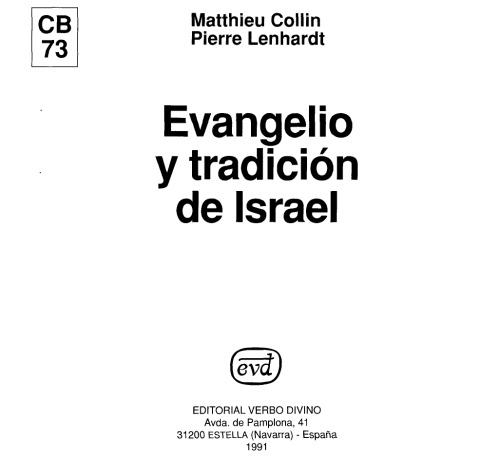 CB
73
Matthieu Collin
Pierre Lenhardt
Evangelio
y tradición
de Israel
evd
EDITORIAL VERBO DIVINO
Avda. de Pamplona, 41
31200 ESTELLA (Navarra) - España
1991